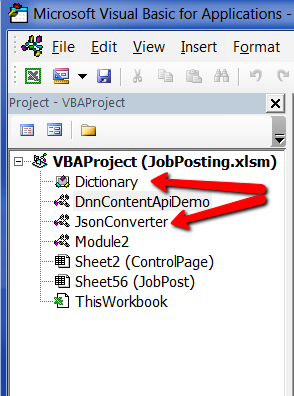 Microsoft Visual Basic for Applications -
File Edit View Insert Format
Project - VBAProject
VBAProject (JobPosting.xlsm)
Dictionary
DnnContentApiDemo
JsonConverter
Module2
Sheet2 (ControlPage)
Sheet56 (JobPost)
ThisWorkbook